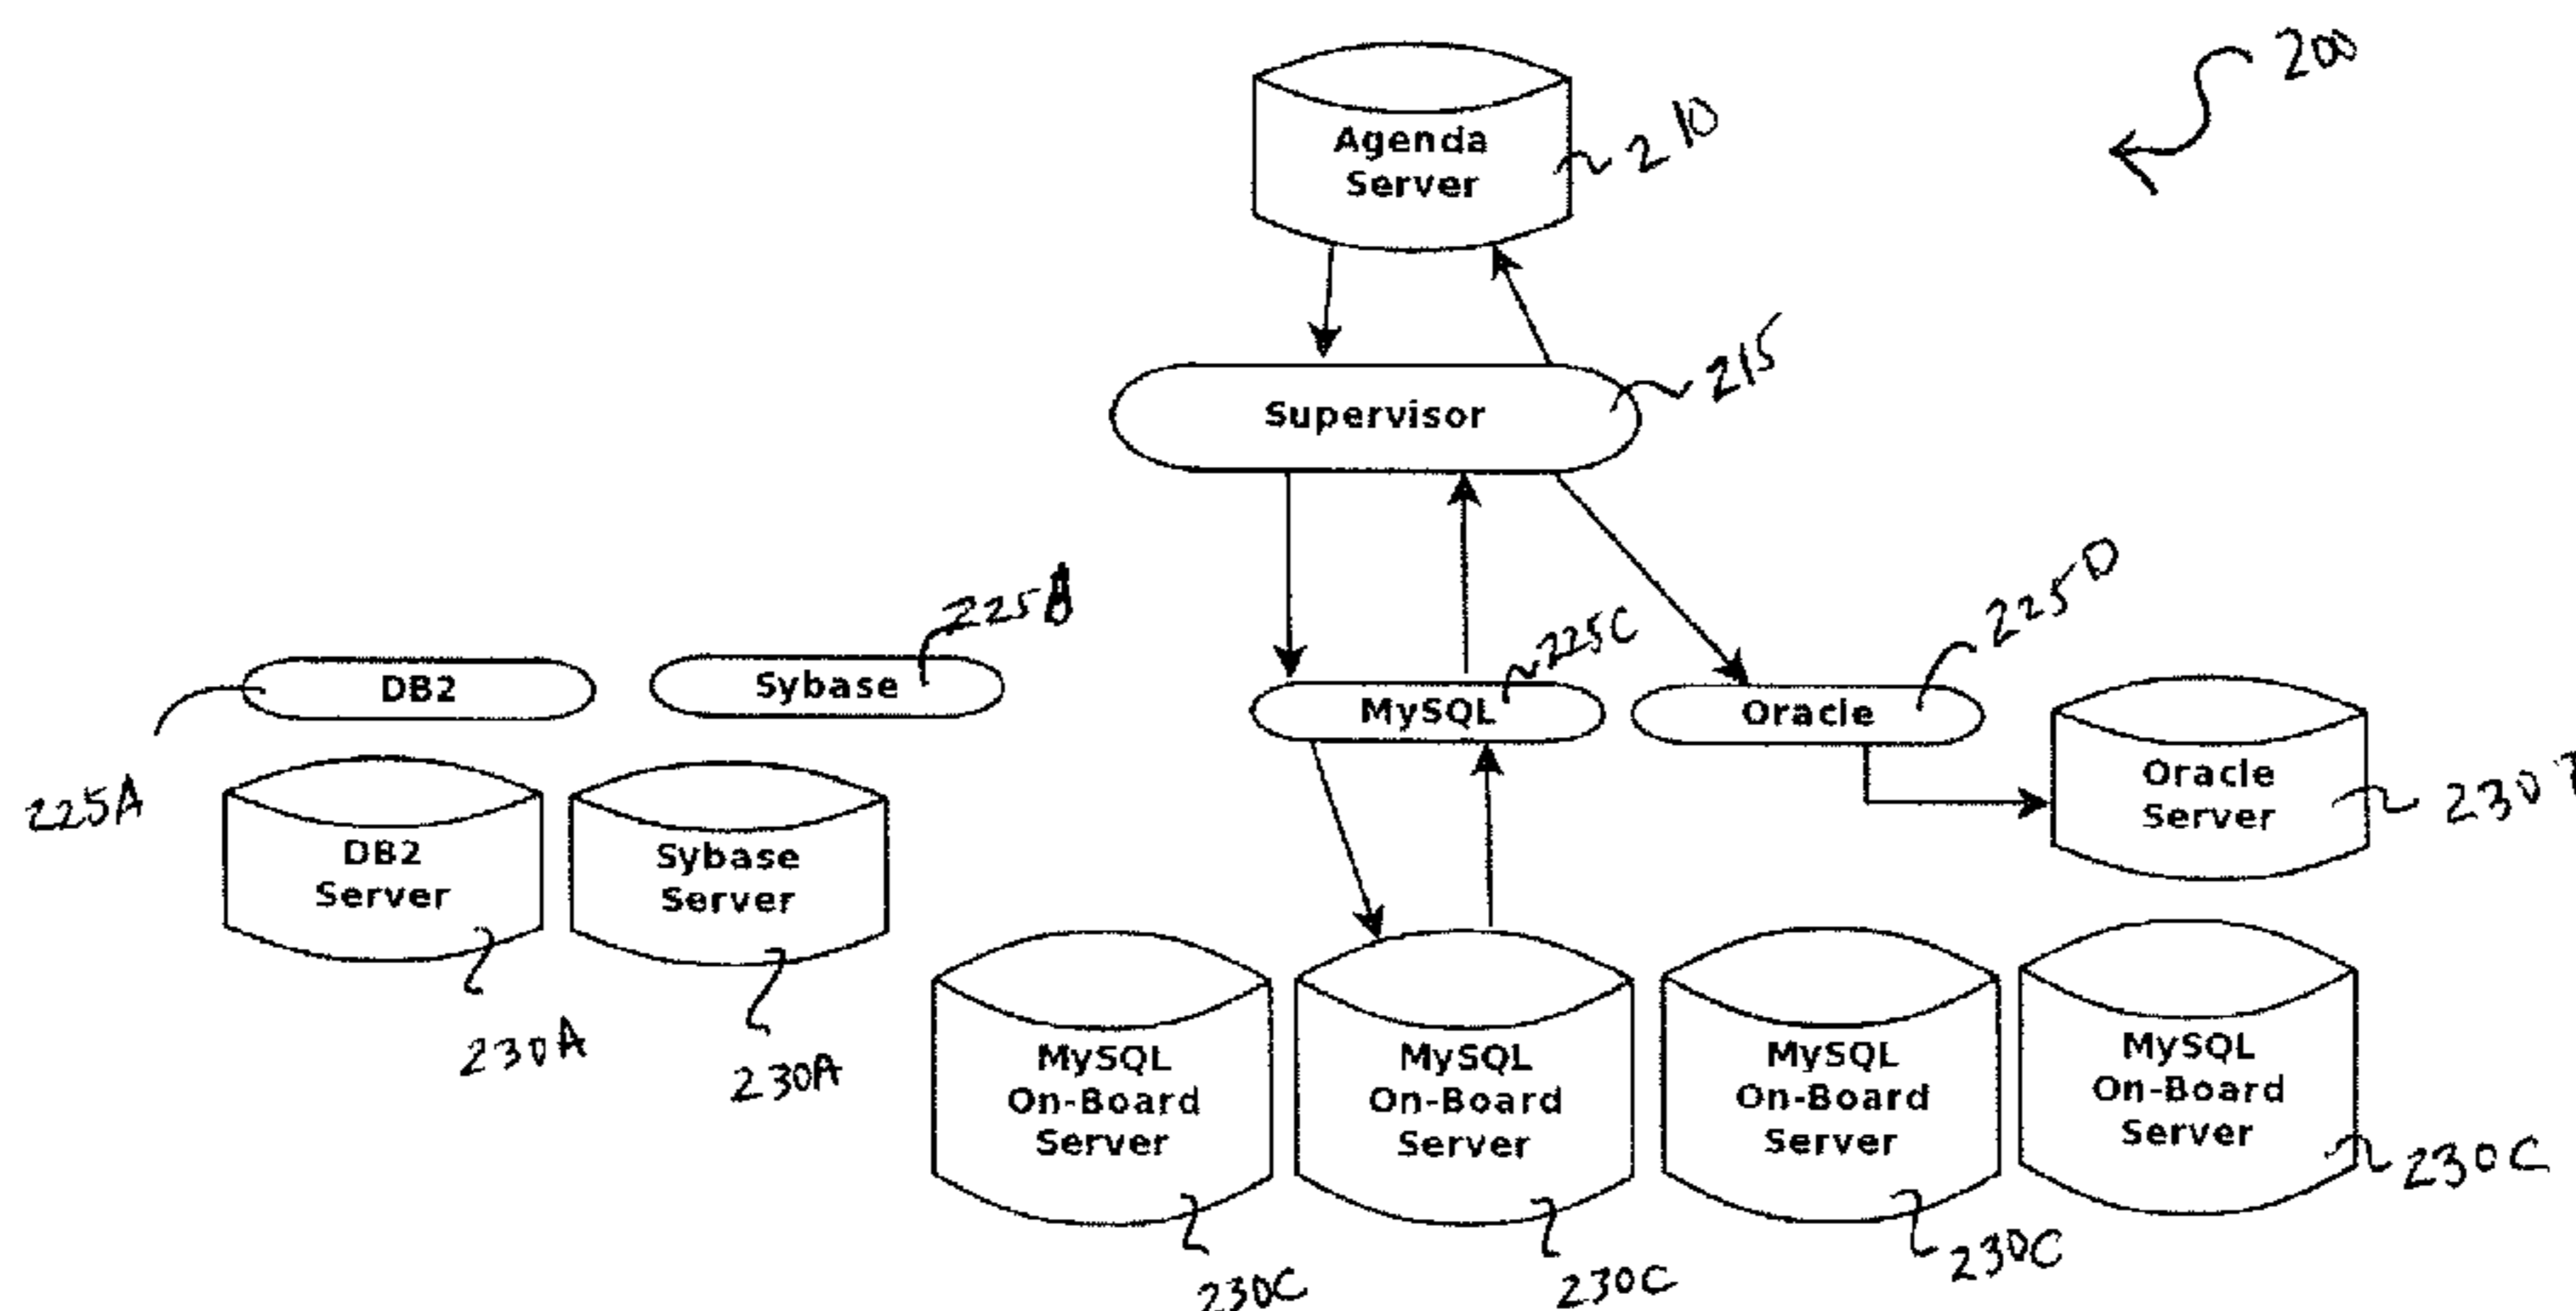 200
Agenda
Server
210
Supervisor
215
225B
225C
225D
DB2
Sybase
MySQL
Oracle
225A
DB2
Server
Sybase
Server
Oracle
Server
230A
230A
MySQL
On-Board
Server
MySQL
On-Board
Server
MySQL
On-Board
Server
MySQL
On-Board
Server
230C
230C
230C
230C